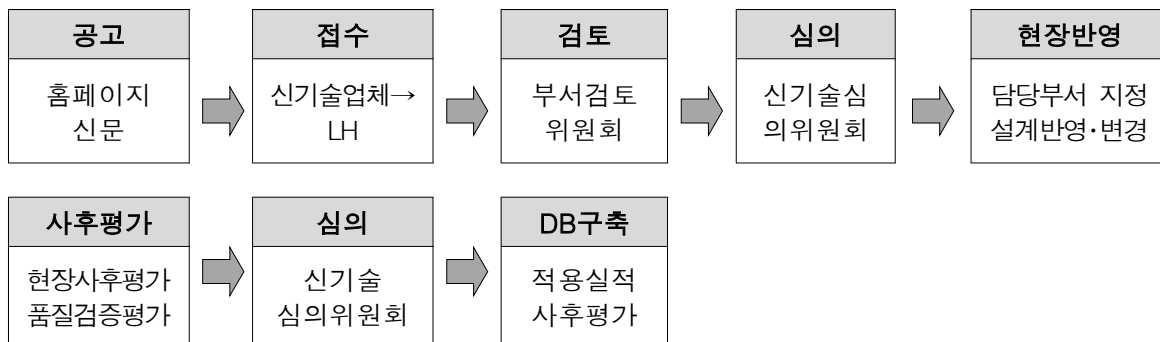 공고
홈페이지
신문
접수
신기술업체→
LH
검토
부서검토
위원회
심의
신기술심
의위원회
현장반영
담당부서 지정
설계반영·변경
사후평가
현장사후평가
품질검증평가
심의
신기술
심의위원회
DB구축
적용실적
사후평가